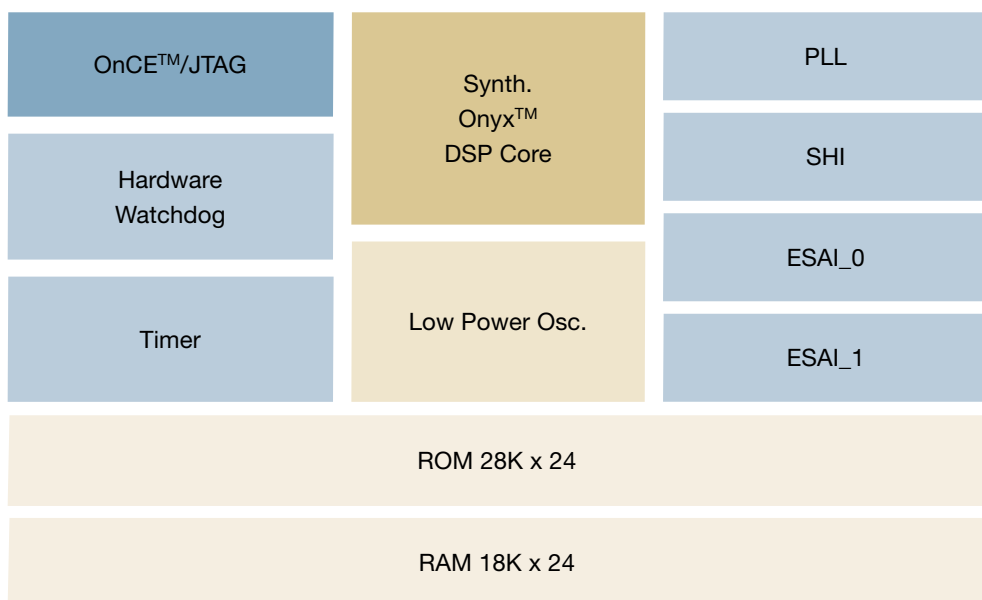 OnCE™/JTAG
Hardware
Watchdog
Timer
Synth.
Onyx™
DSP Core
Low Power Osc.
PLL
SHI
ESAI_0
ESAI_1
ROM 28K x 24
RAM 18K x 24